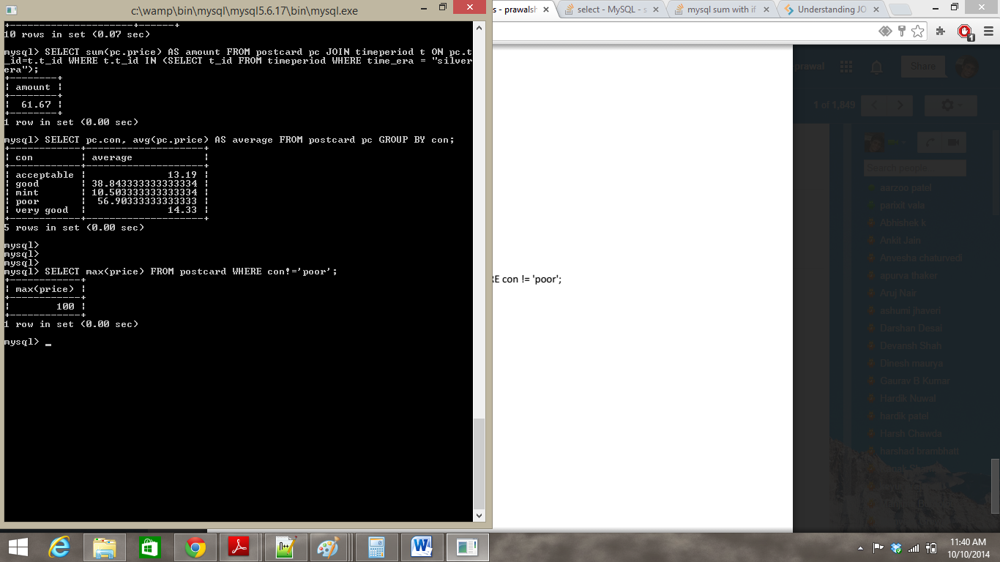 c:\wamp\bin\mysql\mysql5.6.17\bin\mysql.exe
+---------------------+------+
10 rows in set (0.07 sec)
mysql> SELECT sum(pc.price) AS amount FROM postcard pc JOIN timeperiod t ON pc.t
_id=t.t_id WHERE t.t_id IN (SELECT t_id FROM timeperiod WHERE time_era = "silver
era");
+--------+
| amount |
+--------+
|  61.67 |
+--------+
1 row in set (0.00 sec)
mysql> SELECT pc.con, avg(pc.price) AS average FROM postcard pc GROUP BY con;
+------------+--------------------+
| con        | average            |
+------------+--------------------+
| acceptable |              13.19 |
| good       | 38.843333333333334 |
| mint       | 10.503333333333334 |
| poor       |  56.90333333333333 |
| very good  |              14.33 |
+------------+--------------------+
5 rows in set (0.00 sec)
mysql>
mysql>
mysql>
mysql> SELECT max(price) FROM postcard WHERE con!='poor';
+------------+
| max(price) |
+------------+
|        100 |
+------------+
1 row in set (0.00 sec)
mysql> _
s - prawalsh
select - MySQL - s
mysql sum with if
Understanding JO
1
RE con != 'poor';
prawal
Share
1 of 1,849
Search people...
aarzoo patel
parixit vala
Abhishek k
Ankit Jain
Anvesha chaturvedi
apurva thaker
Aruj Nair
ashumi jhaveri
Darshan Desai
Devansh Shah
Dinesh maurya
Gaurav B Kumar
Hardik Nuwal
hardik patel
Harsh Chawda
harshad brambhatt
n++
W
11:40 AM
10/10/2014